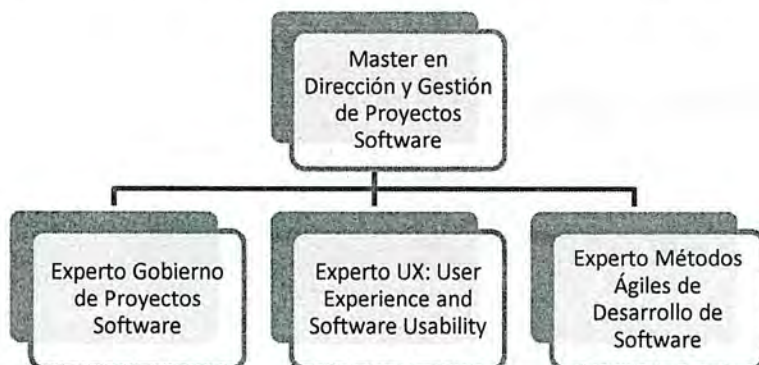 Master en
Dirección y Gestión
de Proyectos
Software
Experto Gobierno
de Proyectos
Software
Experto UX: User
Experience and
Software Usability
Experto Métodos
Ágiles de
Desarrollo de
Software